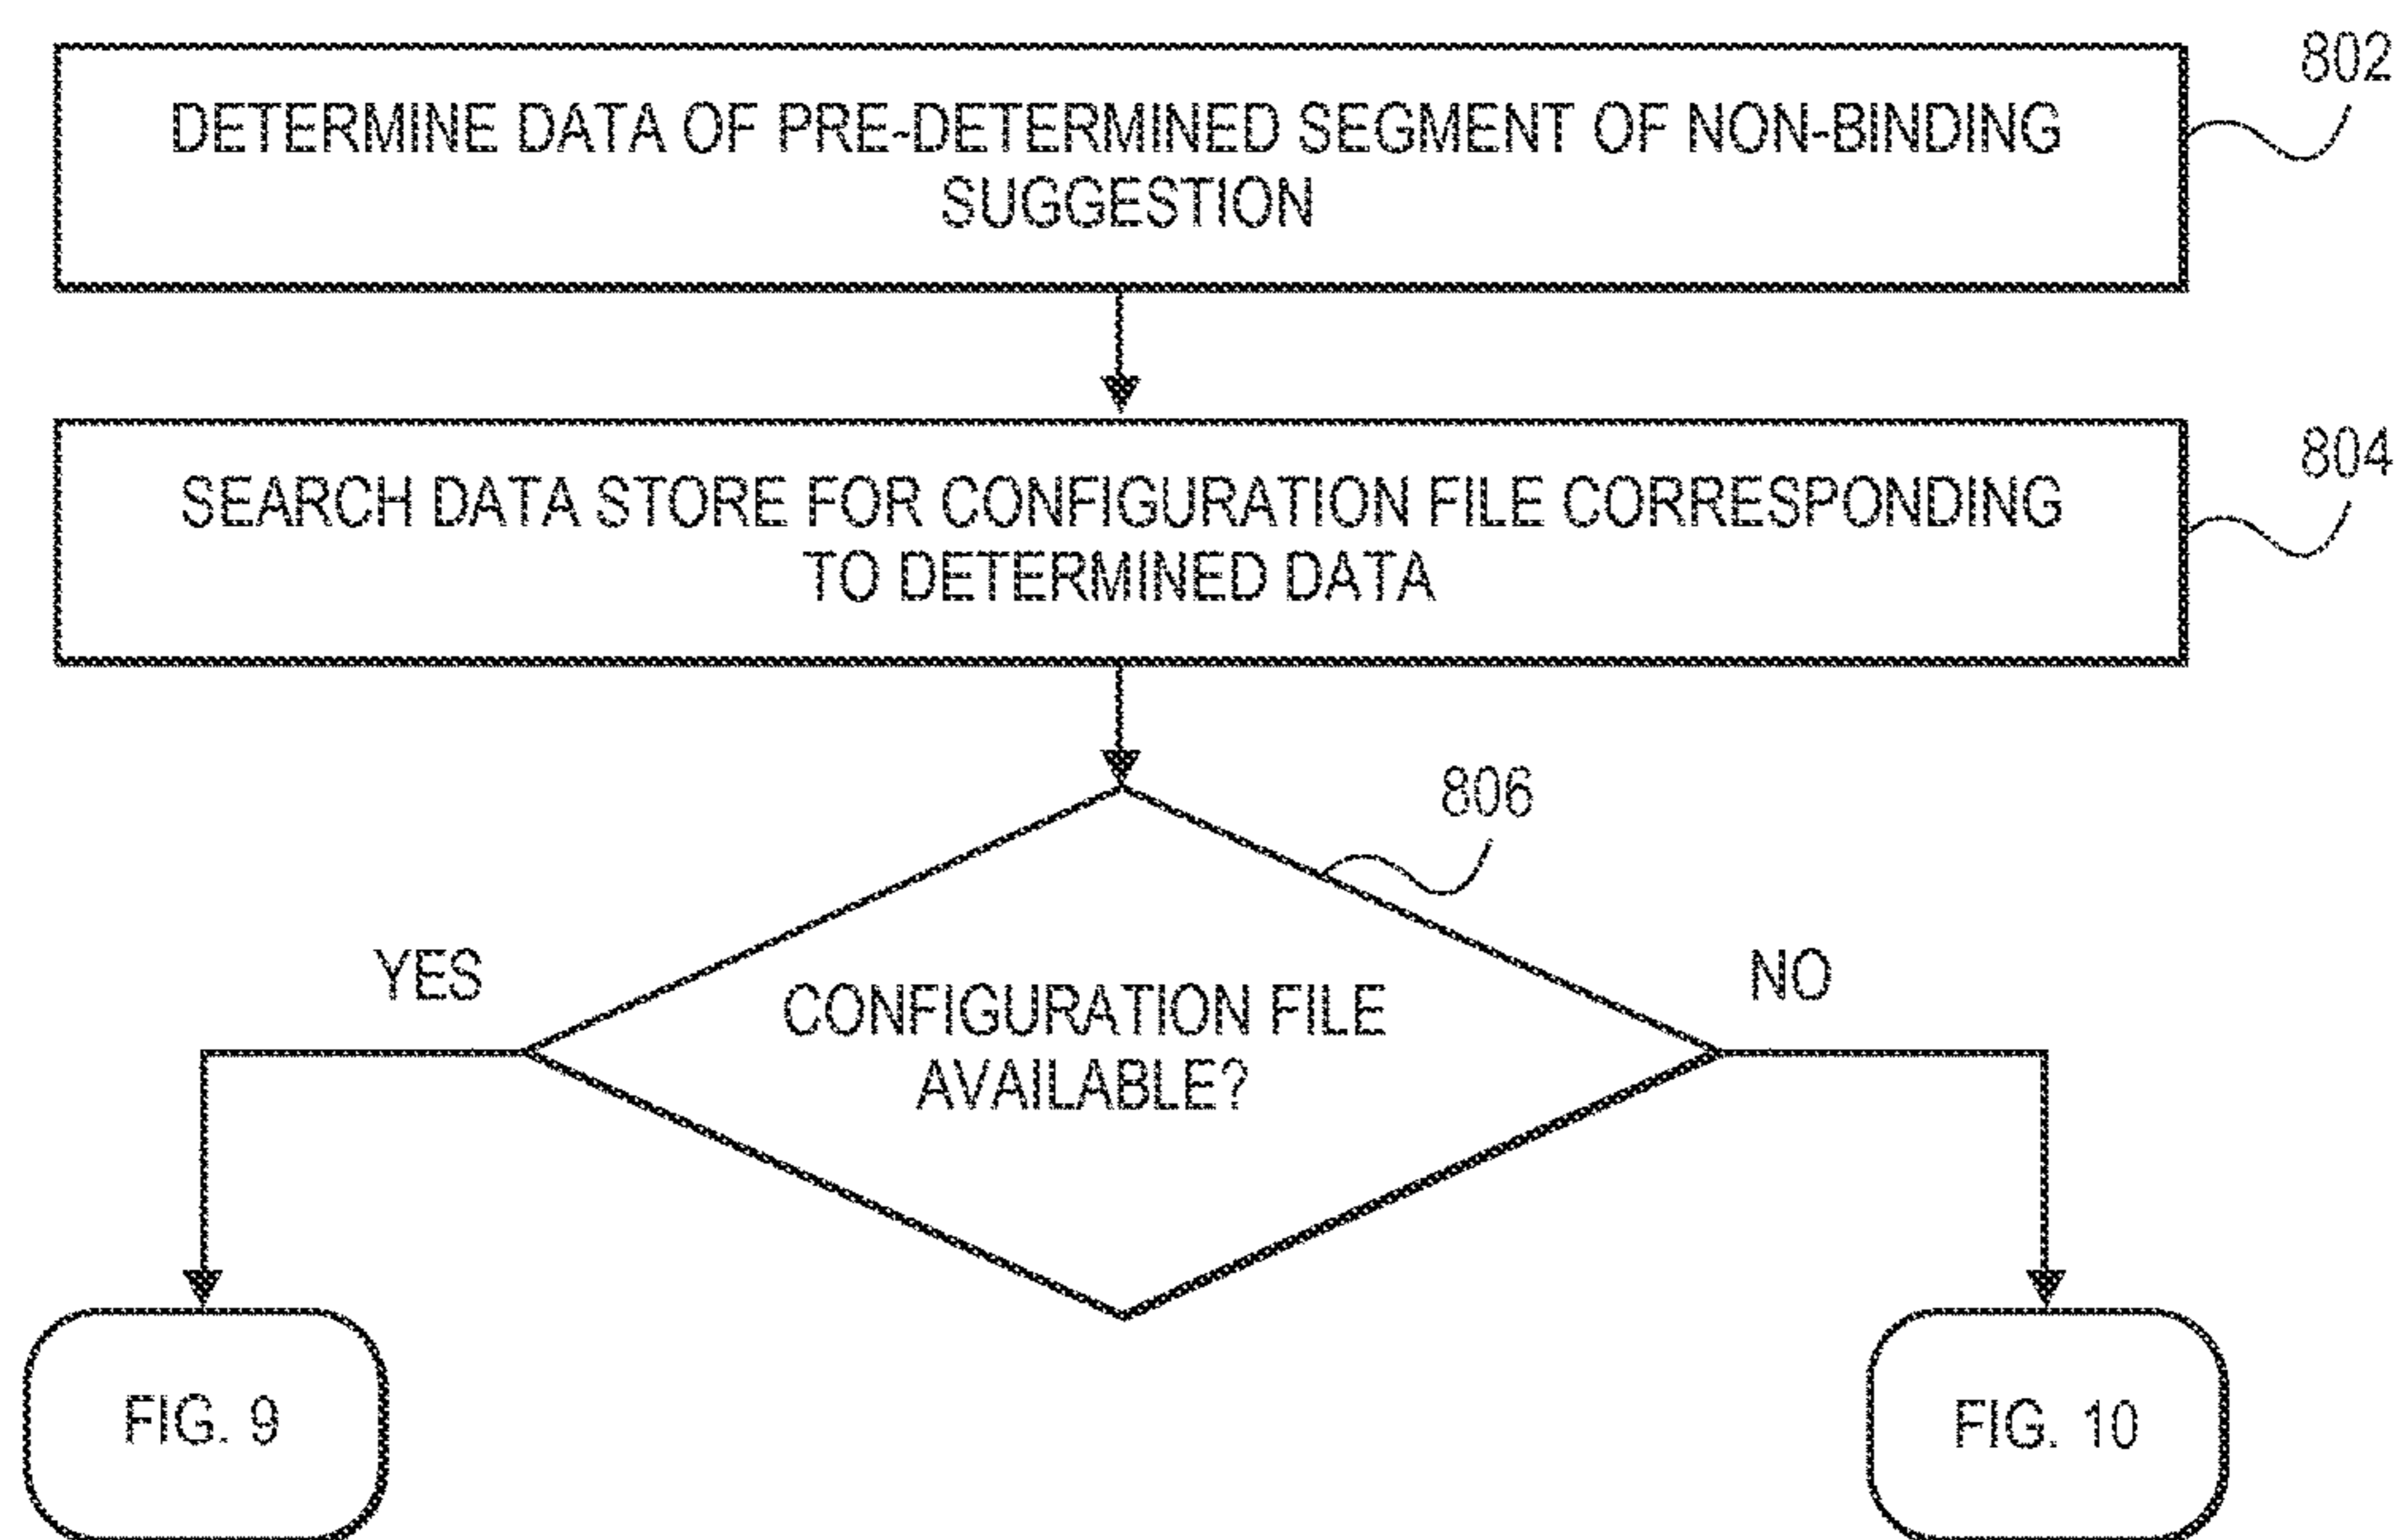 802
DETERMINE DATA OF PRE-DETERMINED SEGMENT OF NON-BINDING
SUGGESTION
804
SEARCH DATA STORE FOR CONFIGURATION FILE CORRESPONDING
TO DETERMINED DATA
806
YES
NO
CONFIGURATION FILE
AVAILABLE?
FIG. 9
FIG. 10